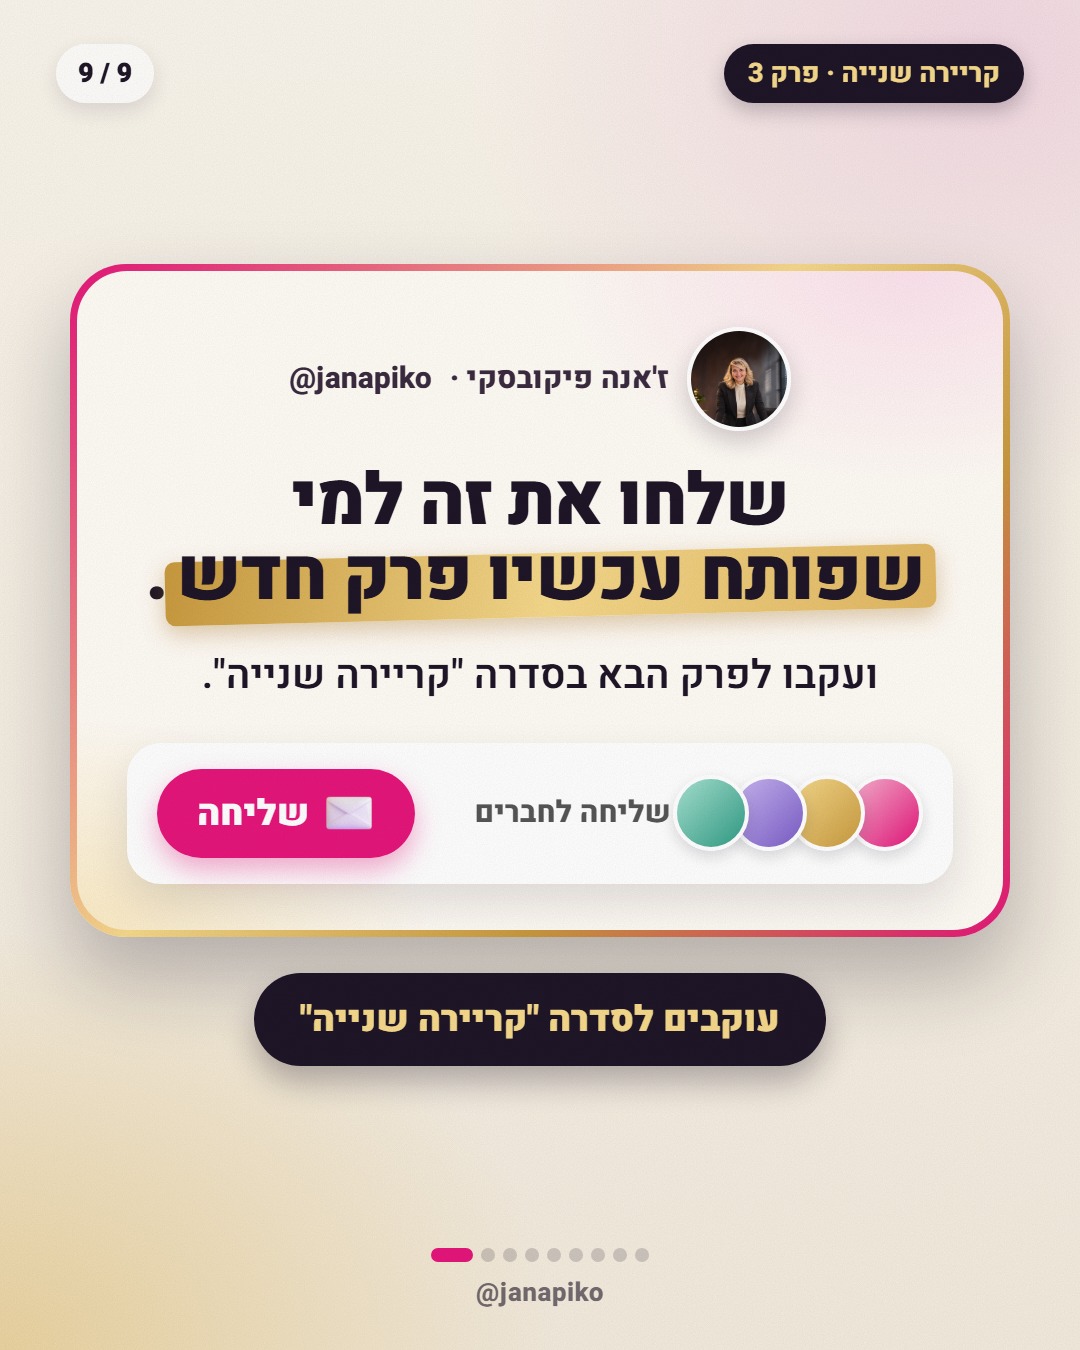 קריירה שנייה · פרק 3
9 / 9
ז'אנה פיקובסקי · @janapiko
שלחו את זה למי
שפותח עכשיו פרק חדש.
ועקבו לפרק הבא בסדרה "קריירה שנייה".
שליחה לחברים
שליחה
עוקבים לסדרה "קריירה שנייה"
@janapiko